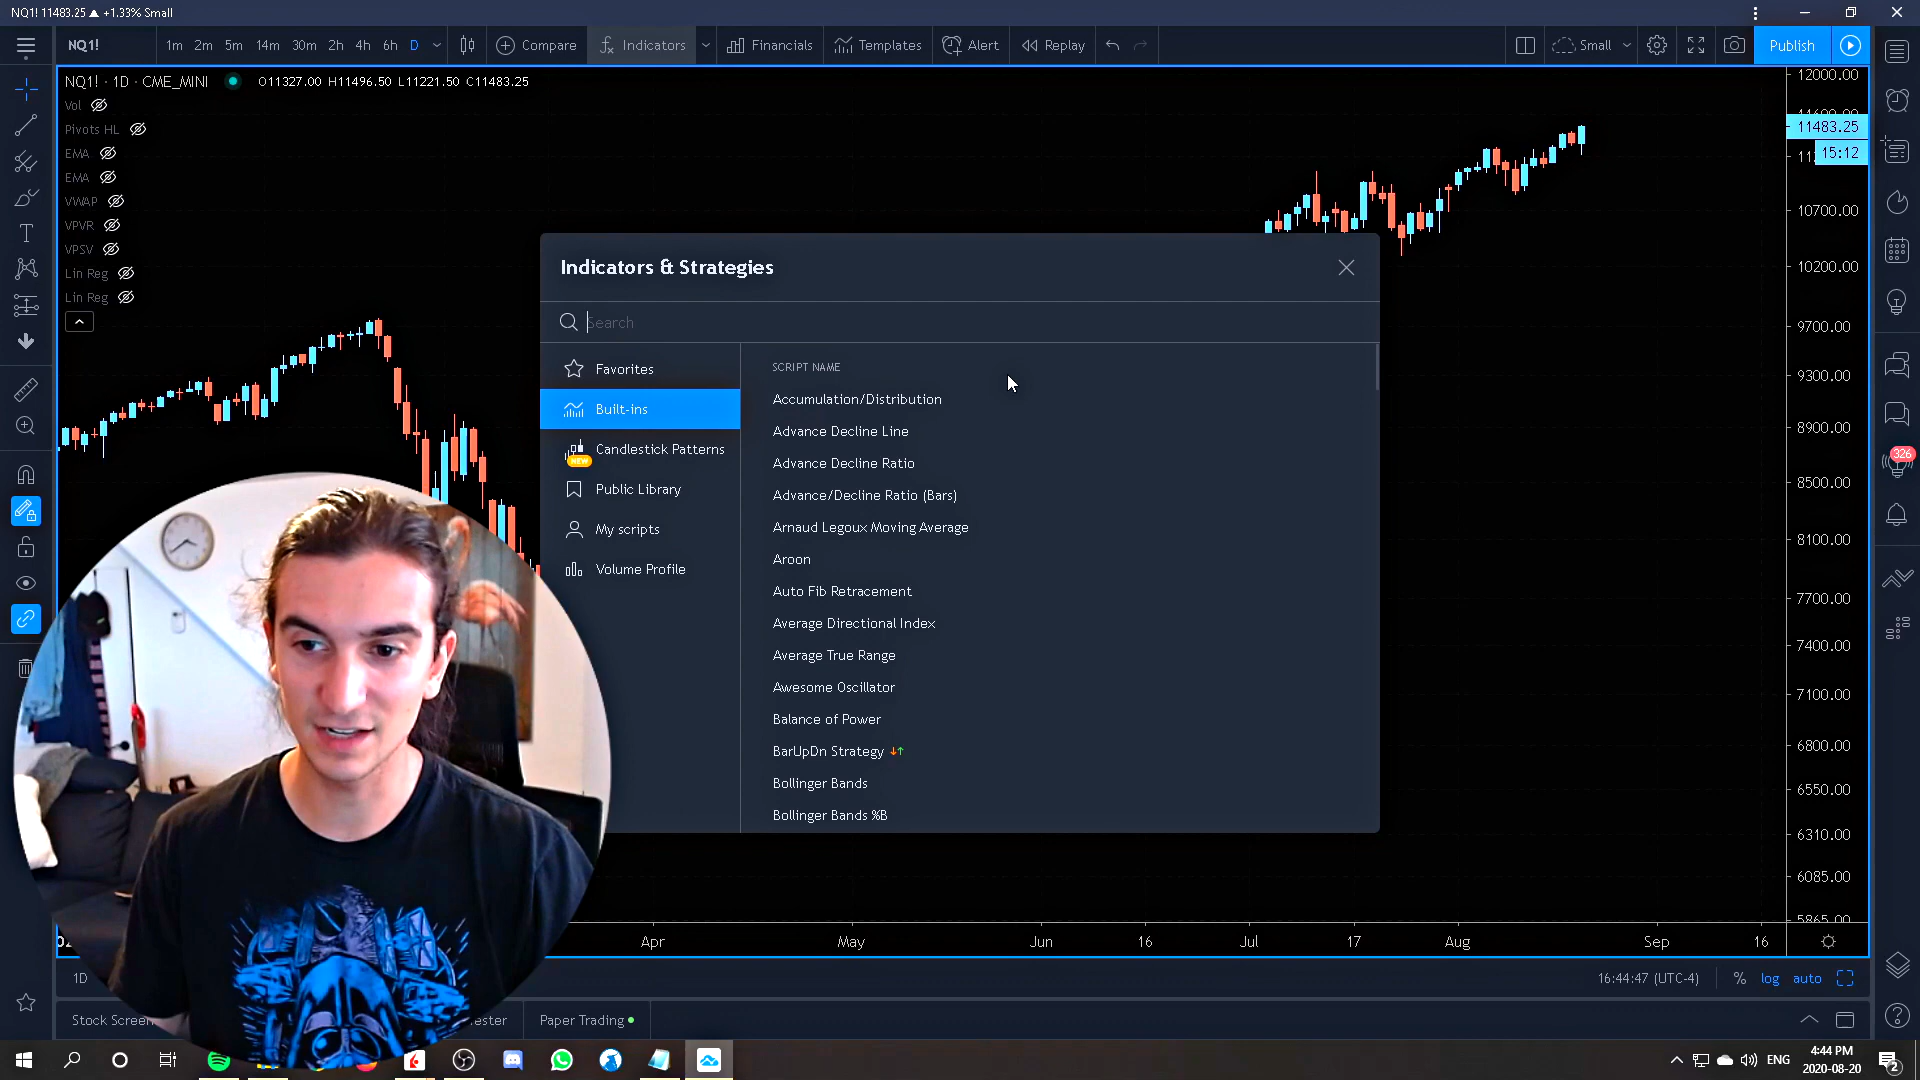 NQ1! 11483.25 ▲ +1.33% Small
NQ1! 1m 2m 5m 14m 30m 2h 4h 6h D Compare Indicators Financials Templates Alert Replay Small Publish
NQ1! · 1D · CME_MINI O11327.00 H11496.50 L11221.50 C11483.25
Vol
Pivots HL
EMA
EMA
VWAP
VPVR
VPSV
Lin Reg
Lin Reg
12000.00
11600.00
11483.25
15:12
10700.00
10200.00
9700.00
9300.00
8900.00
8500.00
8100.00
7700.00
7400.00
7100.00
6800.00
6550.00
6310.00
6085.00
5865.00
326
Indicators & Strategies
Search
Favorites
Built-ins
Candlestick Patterns
NEW
Public Library
My scripts
Volume Profile
SCRIPT NAME
Accumulation/Distribution
Advance Decline Line
Advance Decline Ratio
Advance/Decline Ratio (Bars)
Arnaud Legoux Moving Average
Aroon
Auto Fib Retracement
Average Directional Index
Average True Range
Awesome Oscillator
Balance of Power
BarUpDn Strategy
Bollinger Bands
Bollinger Bands %B
Apr May Jun 16 Jul 17 Aug Sep 16
1D 16:44:47 (UTC-4) % log auto
Stock Screen ester Paper Trading
ENG 4:44 PM
2020-08-20
2